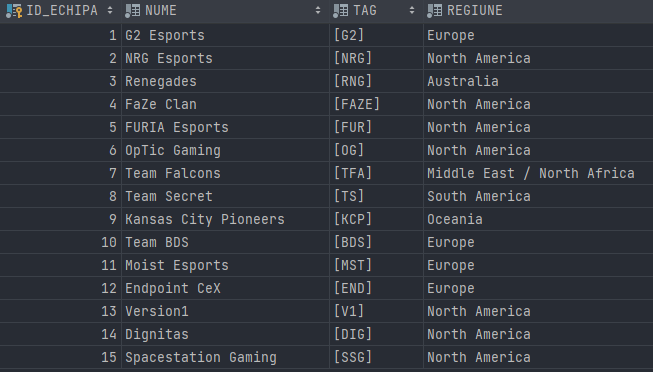 ID_ECHIPA NUME TAG REGIUNE
1 G2 Esports [G2] Europe
2 NRG Esports [NRG] North America
3 Renegades [RNG] Australia
4 FaZe Clan [FAZE] North America
5 FURIA Esports [FUR] North America
6 OpTic Gaming [OG] North America
7 Team Falcons [TFA] Middle East / North Africa
8 Team Secret [TS] South America
9 Kansas City Pioneers [KCP] Oceania
10 Team BDS [BDS] Europe
11 Moist Esports [MST] Europe
12 Endpoint CeX [END] Europe
13 Version1 [V1] North America
14 Dignitas [DIG] North America
15 Spacestation Gaming [SSG] North America